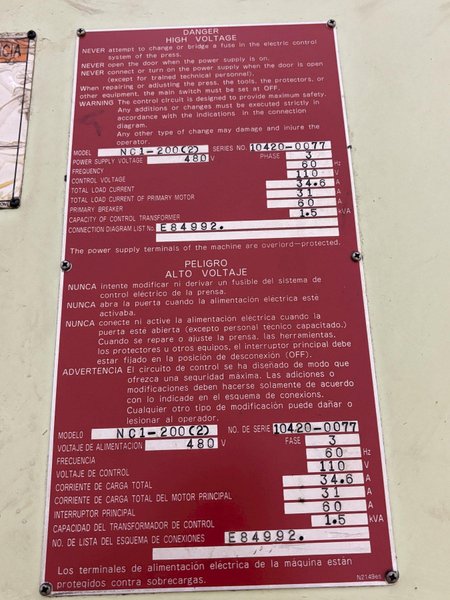 DANGER
HIGH VOLTAGE
NEVER attempt to change or bridge a fuse in the electric control
system of the press.
NEVER open the door when the power supply is on.
NEVER connect or turn on the power supply when the door is open
(except for trained technical personnel).
When repairing or adjusting the press, the tools, the protectors, or
other equipment, the main switch must be set at OFF.
WARNING The control circuit is designed to provide maximum safety.
Any additions or changes must be executed strictly in
accordance with the indications in the connection
diagram.
Any other type of change may damage and iniure the
operator.
MODEL NC1-200(2) SERIES NO. 10420-0077
POWER SUPPLY VOLTAGE 480 V PHASE 3
FREQUENCY 60 Hz
CONTROL VOLTAGE 110 V
TOTAL LOAD CURRENT 34.6 A
TOTAL LOAD CURRENT OF PRIMARY MOTOR 31 A
PRIMARY BREAKER 60 A
CAPACITY OF CONTROL TRANSFORMER 1.5 kVA
CONNECTION DIAGRAM LIST No. E84992.
The power supply terminals of the machine are overlord-protected.
PELIGRO
ALTO VOLTAJE
NUNCA intente modificar ni derivar un fusible del sistema de
control eléctrico de la prensa.
NUNCA abra la puerta cuando la alimentación eléctrica este
activaba.
NUNCA conecte ni active la alimentación eléctrica cuando la
puerta esté abierta (excepto personal tecnico capacitado.)
Cuando se repare o ajuste la prensa, las herramientas,
los protectores u otros equipos, el interruptor principal debe
estar fijado en la posición de desconexión (OFF).
ADVERTENCIA El circuito de control se ha diseñado de modo que
ofrezca una sequridad máxima. Las adiciones o
modificaciones deben hacerse solamente de acuerdo
con lo indicade en el esquema de conexiones.
Cualquier otro tipo de modificación puede dañar o
lesionar al operador.
MODELO NC1-200(2) NO. DE SERIE 10420-0077
VOLTAJE DE ALIMENTACIÓN 480 V FASE 3
FRECUENCIA 60 Hz
VOLTAJE DE CONTROL 110 V
CORRIENTE DE CARGA TOTAL 34.6 A
CORRIENTE DE CARGA TOTAL DEL MOTOR PRINCIPAL 31 A
INTERRUPTOR PRINCIPAL 60 A
CAPACIDAD DEL TRANSFORMADOR DE CONTROL 1.5 kVA
NO. DE LISTA DEL ESQUEMA DE CONEXIONES E84992.
Los terminales de alimentación eléctrica de la máquina están
proteqidos contra sobrecargas.
N2143es